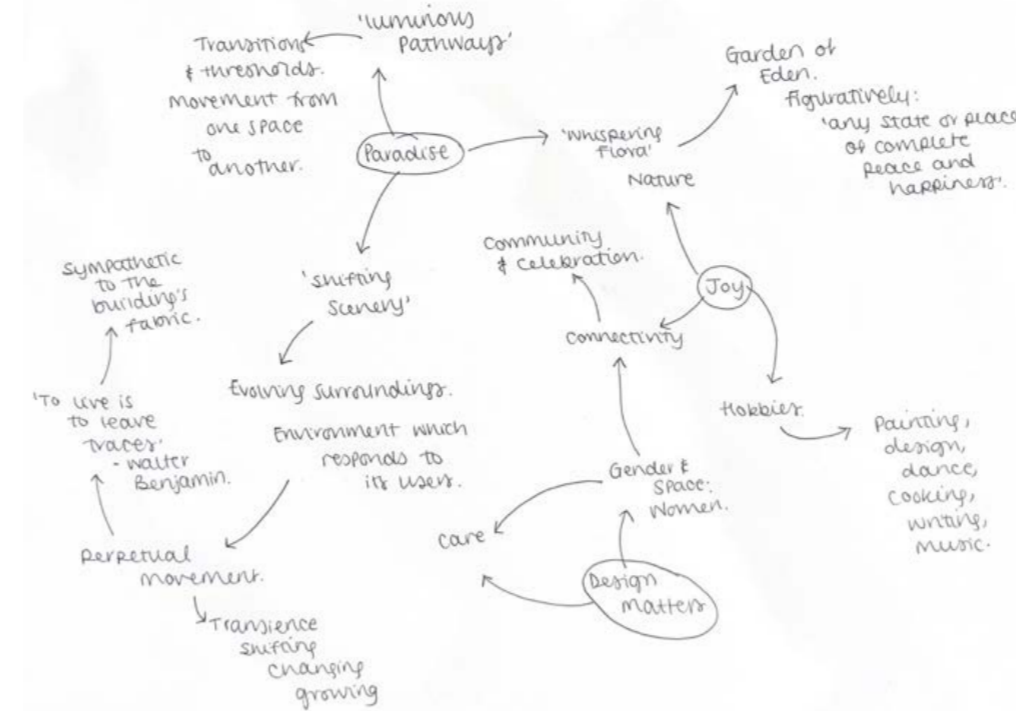 'luminous
pathways'
Transitions
& thresholds.
movement from
one space
to
another.
Paradise
'whispering
flora'
Nature
Garden of
Eden.
figuratively:
'any state or place
of complete
peace and
happiness'.
Community
& celebration.
Joy
Connectivity
'shifting
scenery'
Sympathetic
to the
building's
fabric.
Evolving surroundings.
Environment which
responds to
its users.
'To live is
to leave
traces'
- Walter
Benjamin.
Hobbies.
Painting,
design,
dance,
cooking,
writing,
music.
Gender &
space:
women.
care
Design
matters
Perpetual
movement.
Transience
shifting
changing
growing